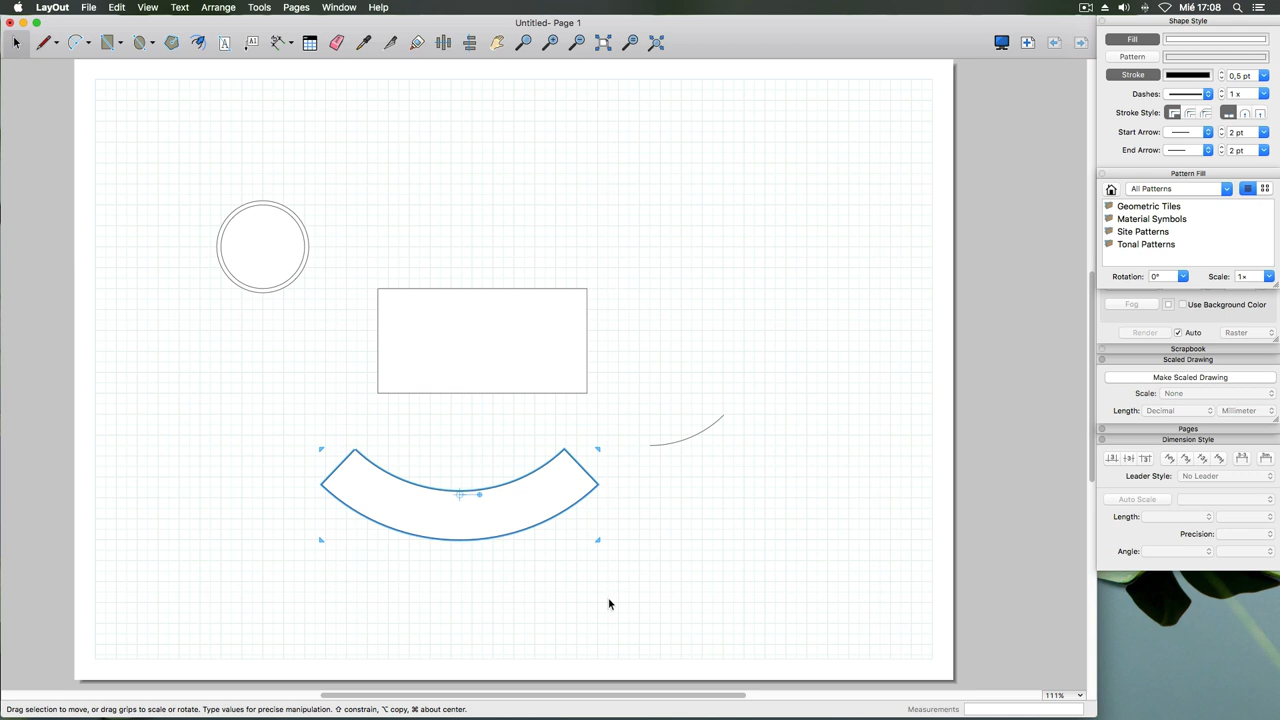 LayOut File Edit View Text Arrange Tools Pages Window Help
Mié 17:08
Untitled- Page 1
Shape Style
Fill
Pattern
Stroke 0,5 pt
Dashes: 1 x
Stroke Style:
Start Arrow: 2 pt
End Arrow: 2 pt
Pattern Fill
All Patterns
Geometric Tiles
Material Symbols
Site Patterns
Tonal Patterns
Rotation: 0° Scale: 1x
Fog Use Background Color
Render Auto Raster
Scrapbook
Scaled Drawing
Make Scaled Drawing
Scale: None
Length: Decimal Millimeter
Pages
Dimension Style
Leader Style: No Leader
Auto Scale
Length:
Precision:
Angle:
111%
Drag selection to move, or drag grips to scale or rotate. Type values for precise manipulation. ⇧ constrain, ⌥ copy, ⌘ about center.
Measurements